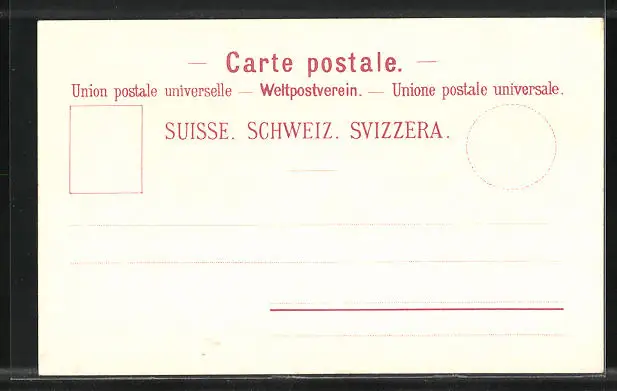 — Carte postale. —
Union postale universelle — Weltpostverein. — Unione postale universale.
SUISSE. SCHWEIZ. SVIZZERA.